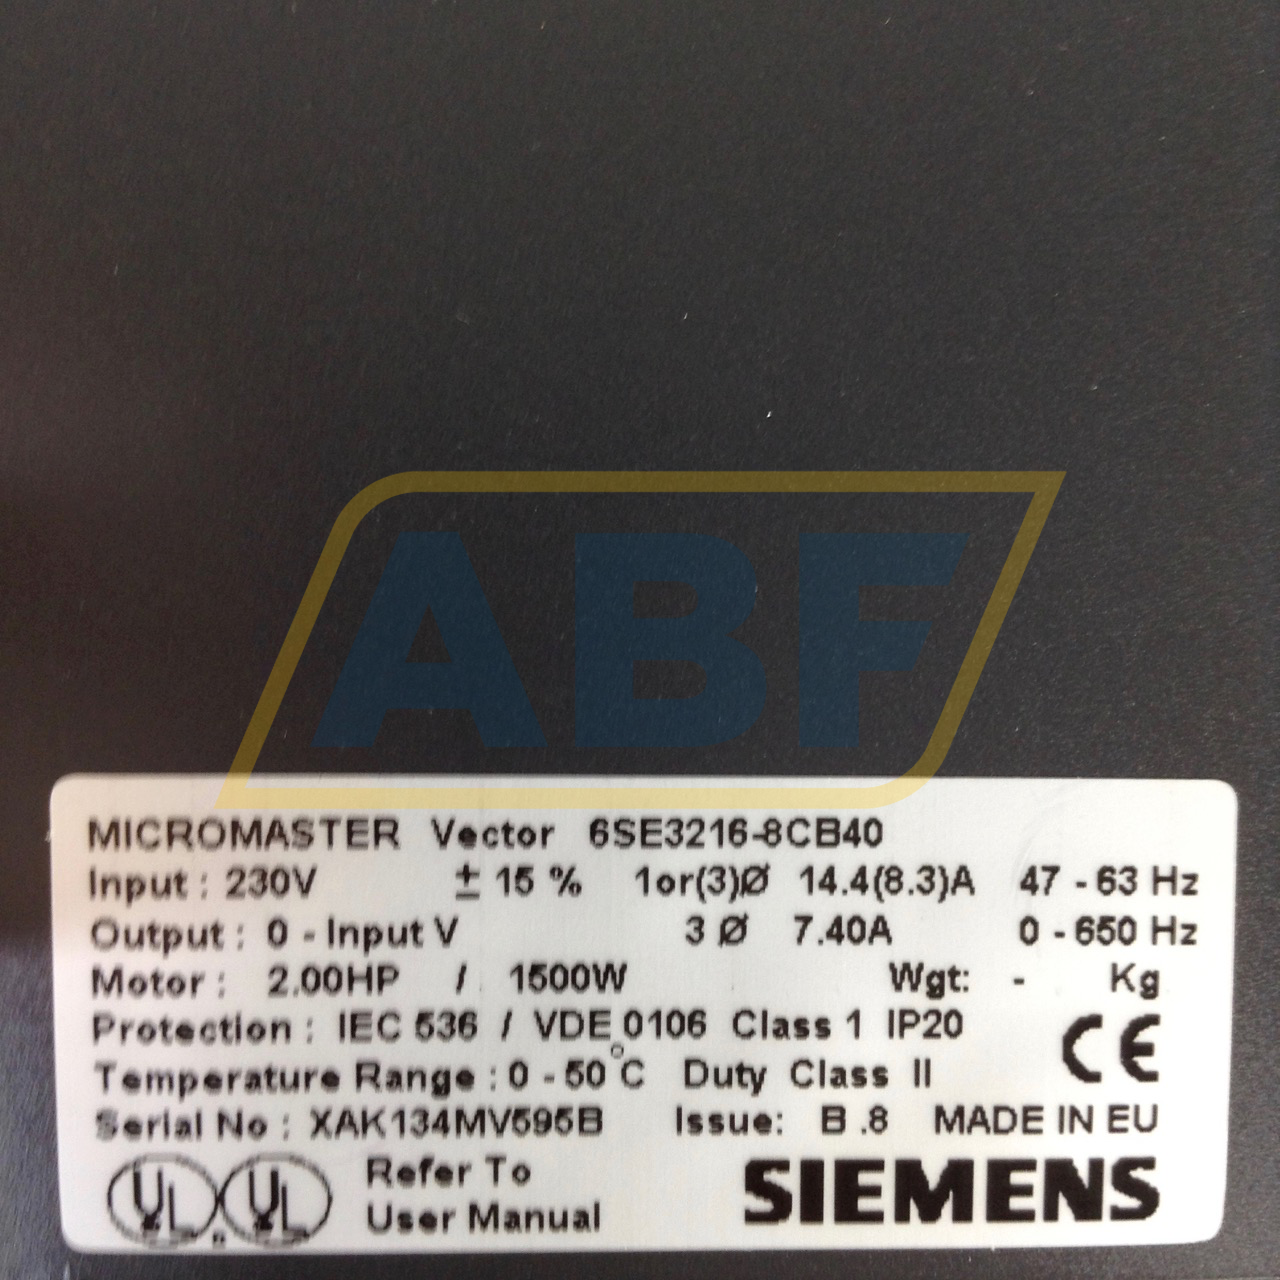 ABF
MICROMASTER Vector 6SE3216-8CB40
Input : 230V ± 15 % 1or(3)Ø 14.4(8.3)A 47 - 63 Hz
Output : 0 - Input V 3 Ø 7.40A 0 - 650 Hz
Motor : 2.00HP / 1500W Wgt: - Kg
Protection : IEC 536 / VDE 0106 Class 1 IP20
CE
Temperature Range : 0 - 50°C Duty Class II
Serial No : XAK134MV595B Issue: B .8 MADE IN EU
UL UL Refer To
User Manual
SIEMENS